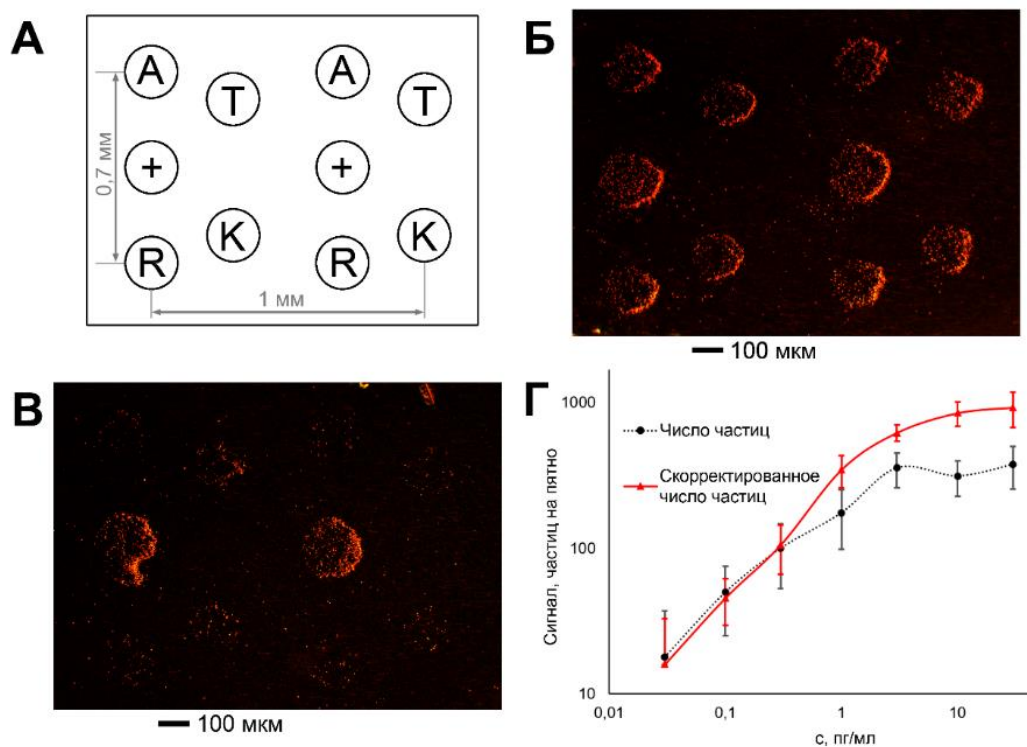 А
A
A
T
T
0,7 мм
+
+
K
K
R
R
1 мм
Б
100 мкм
В
100 мкм
Г
1000
100
10
0,01
0,1
1
10
Число частиц
Скорректированное
число частиц
Сигнал, частиц на пятно
с, пг/мл